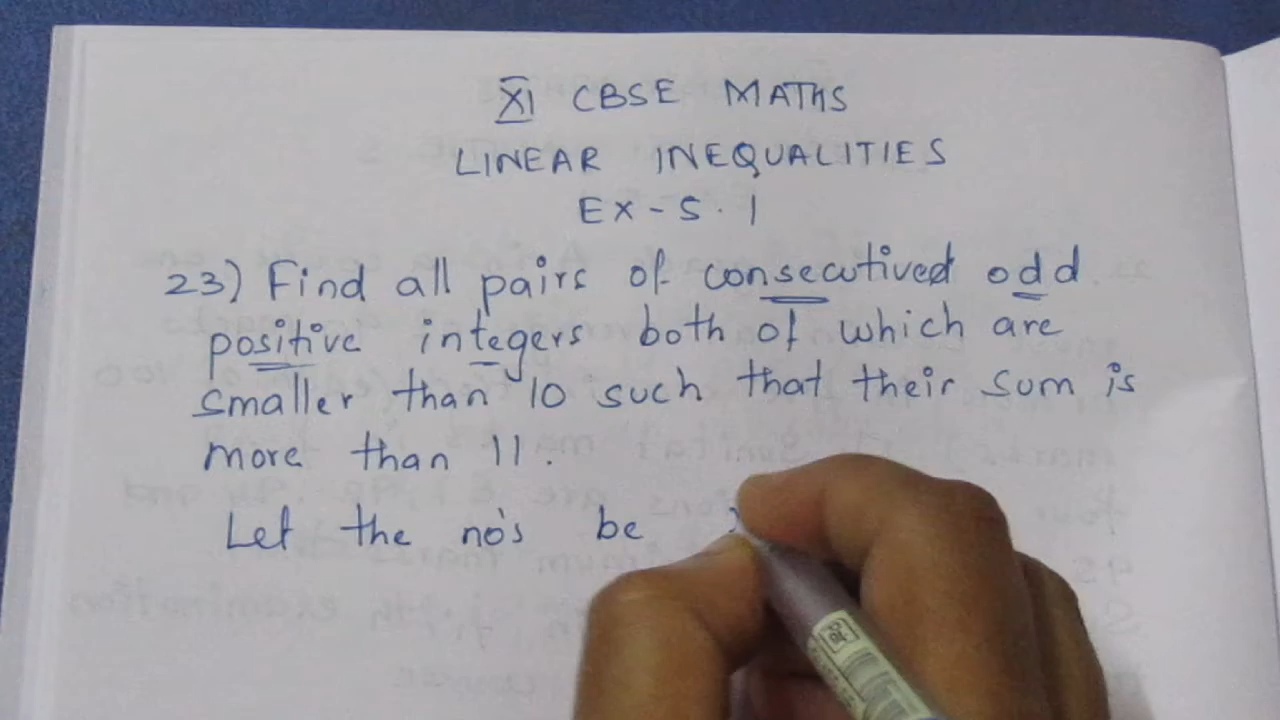 XI CBSE MATHS
LINEAR INEQUALITIES
EX-5.1
23) Find all pairs of consecutived odd
positive integers both of which are
smaller than 10 such that their sum is
more than 11.
Let the no's be